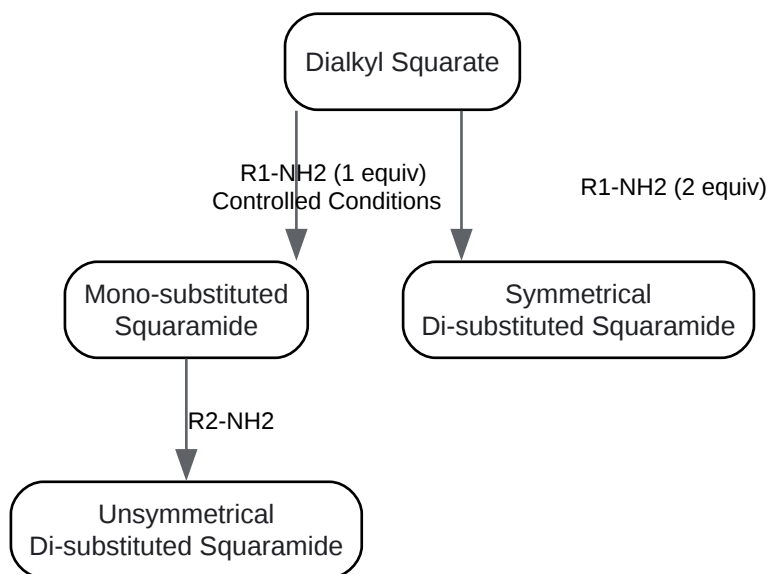 Dialkyl Squarate
R1-NH2 (1 equiv)
Controlled Conditions
R1-NH2 (2 equiv)
Mono-substituted
Squaramide
Symmetrical
Di-substituted Squaramide
R2-NH2
Unsymmetrical
Di-substituted Squaramide